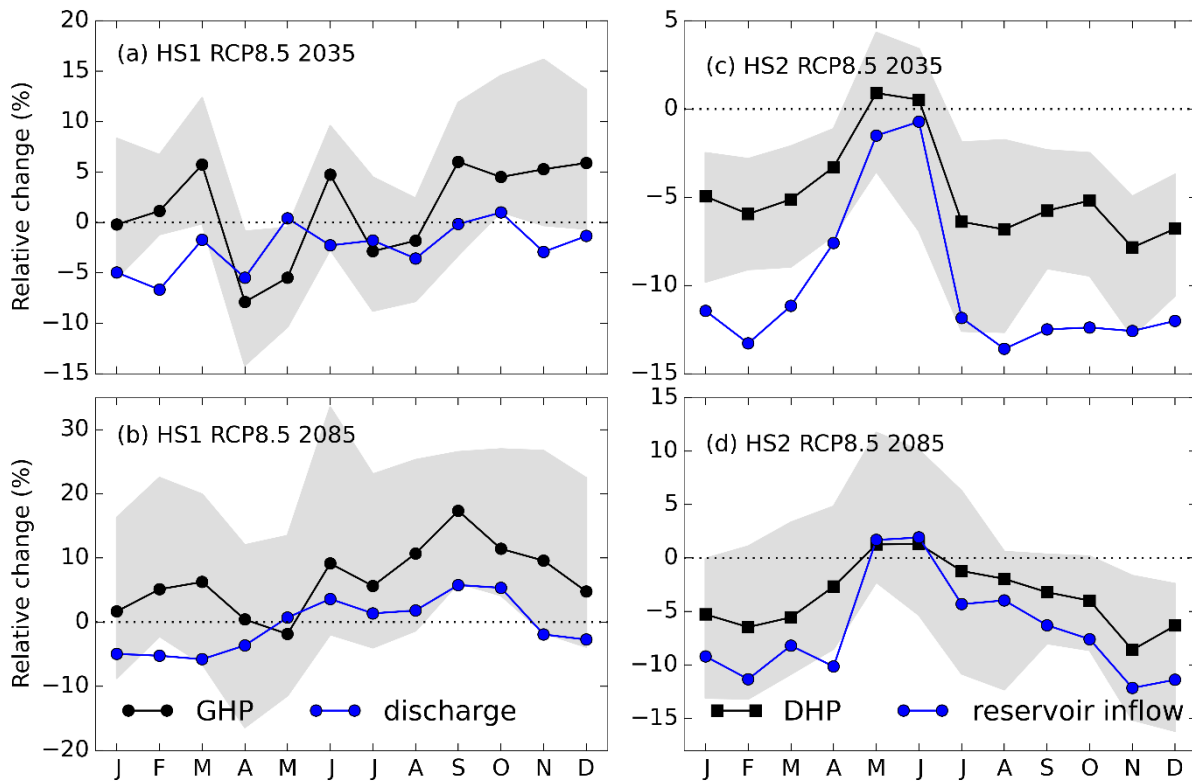 20
15
10
5
0
−5
−10
−15
Relative change (%)
(a) HS1 RCP8.5 2035
5
0
−5
−10
−15
(c) HS2 RCP8.5 2035
30
20
10
0
−10
−20
Relative change (%)
(b) HS1 RCP8.5 2085
GHP
discharge
J F M A M J J A S O N D
15
10
5
0
−5
−10
−15
(d) HS2 RCP8.5 2085
DHP
reservoir inflow
J F M A M J J A S O N D